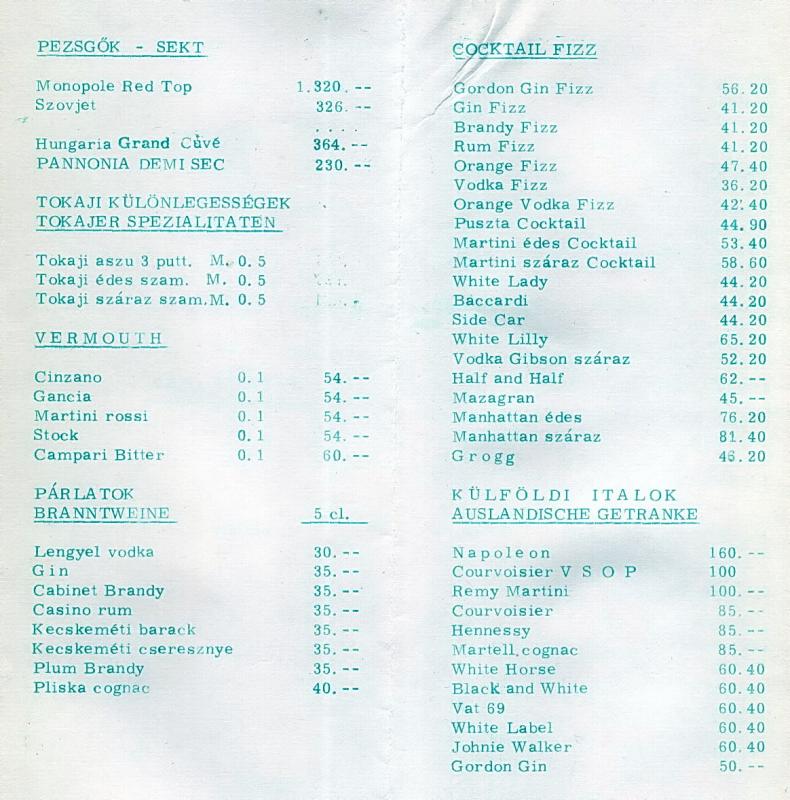 PEZSGŐK - SEKT
Monopole Red Top 1.320.--
Szovjet 326.--
....
Hungaria Grand Cüvé 364.--
PANNONIA DEMI SEC 230.--
TOKAJI KÜLÖNLEGESSÉGEK
TOKAJER SPEZIALITATEN
Tokaji aszu 3 putt. M. 0.5
Tokaji édes szam. M. 0.5
Tokaji száraz szam. M. 0.5
VERMOUTH
Cinzano 0.1 54.--
Gancia 0.1 54.--
Martini rossi 0.1 54.--
Stock 0.1 54.--
Campari Bitter 0.1 60.--
PÁRLATOK
BRANNTWEINE 5 cl.
Lengyel vodka 30.--
Gin 35.--
Cabinet Brandy 35.--
Casino rum 35.--
Kecskeméti barack 35.--
Kecskeméti cseresznye 35.--
Plum Brandy 35.--
Pliska cognac 40.--
COCKTAIL FIZZ
Gordon Gin Fizz 56.20
Gin Fizz 41.20
Brandy Fizz 41.20
Rum Fizz 41.20
Orange Fizz 47.40
Vodka Fizz 36.20
Orange Vodka Fizz 42.40
Puszta Cocktail 44.90
Martini édes Cocktail 53.40
Martini száraz Cocktail 58.60
White Lady 44.20
Baccardi 44.20
Side Car 44.20
White Lilly 65.20
Vodka Gibson száraz 52.20
Half and Half 62.--
Mazagran 45.--
Manhattan édes 76.20
Manhattan száraz 81.40
Grogg 46.20
KÜLFÖLDI ITALOK
AUSLANDISCHE GETRANKE
Napoleon 160.--
Courvoisier V S O P 100
Remy Martini 100.--
Courvoisier 85.--
Hennessy 85.--
Martell.cognac 85.--
White Horse 60.40
Black and White 60.40
Vat 69 60.40
White Label 60.40
Johnie Walker 60.40
Gordon Gin 50.--